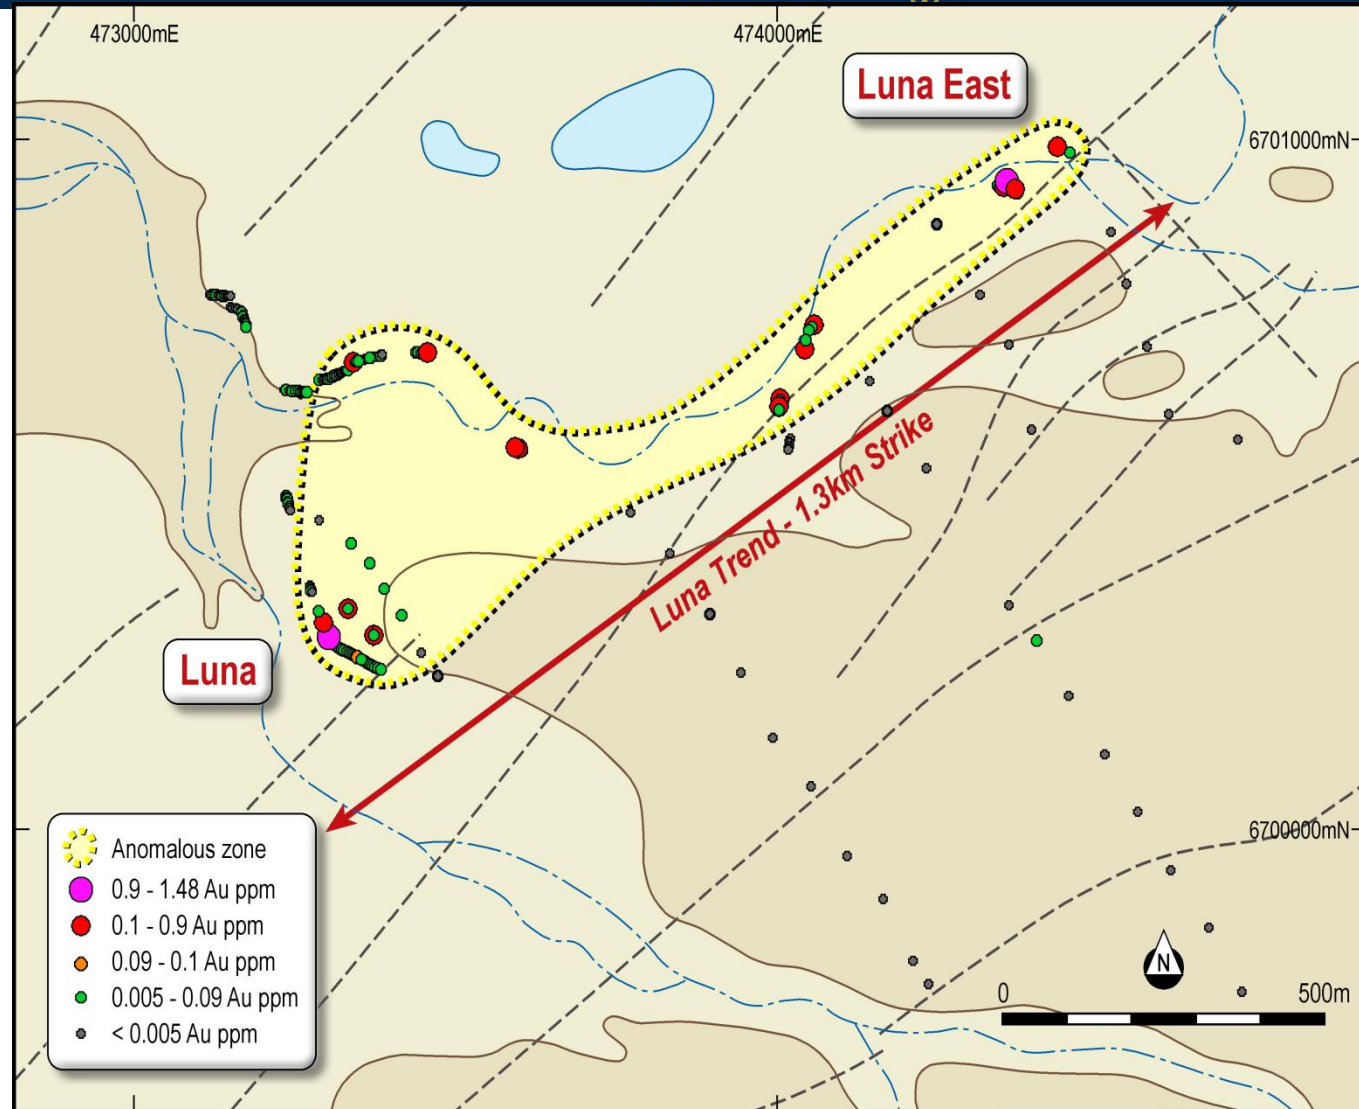 473000mE
474000mE
Luna East
6701000mN
Luna Trend - 1.3km Strike
Luna
6700000mN
Anomalous zone
0.9 - 1.48 Au ppm
0.1 - 0.9 Au ppm
0.09 - 0.1 Au ppm
0.005 - 0.09 Au ppm
< 0.005 Au ppm
N
0 500m